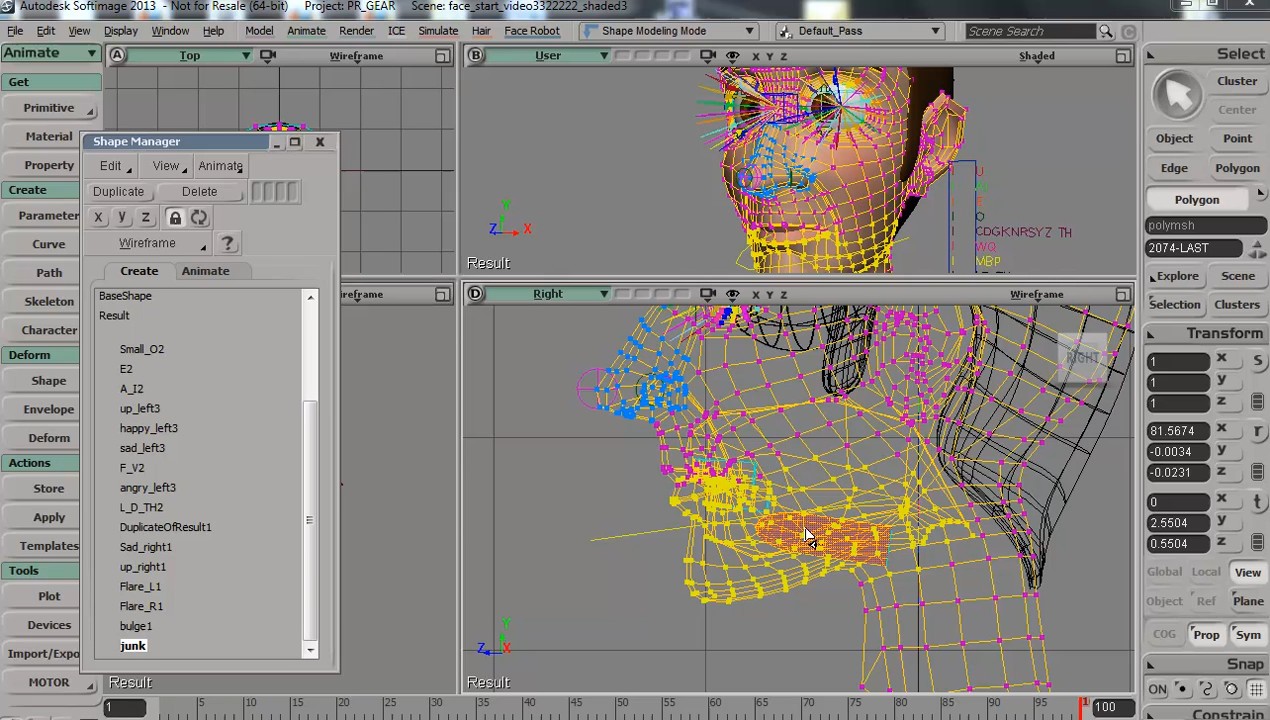 Autodesk Softimage 2013 - Not for Resale (64-bit) Project: PR_GEAR Scene: face_start_video3322222_shaded3
File Edit View Display Window Help Model Animate Render ICE Simulate Hair Face Robot Shape Modeling Mode Default_Pass Scene Search
Animate
Get
Primitive
Material
Property
Create
Parameter
Curve
Path
Skeleton
Character
Deform
Shape
Envelope
Deform
Actions
Store
Apply
Templates
Tools
Plot
Devices
Import/Expo
MOTOR
A Top Wireframe
Shape Manager
Edit View Animate
Duplicate Delete
x y z
Wireframe ?
Create Animate
BaseShape
Result
Small_O2
E2
A_I2
up_left3
happy_left3
sad_left3
F_V2
angry_left3
L_D_TH2
DuplicateOfResult1
Sad_right1
up_right1
Flare_L1
Flare_R1
bulge1
junk
ireframe
Result
B User X Y Z Shaded
U
E
O
CDGKNRSYZ TH
WQ
MBP
Y
Z X
Result
D Right X Y Z Wireframe
RIGHT
Y
Z X
Result
Select
Cluster
Center
Object Point
Edge Polygon
Polygon
polymsh
2074-LAST
Explore Scene
Selection Clusters
Transform
1 x s
1 y
1 z
81.5674 x r
-0.0034 y
-0.0231 z
0 x t
2.5504 y
0.5504 z
Global Local View
Object Ref Plane
COG Prop Sym
Snap
ON
Constrain
1 5 10 15 20 25 30 35 40 45 50 55 60 65 70 75 80 85 90 95 100